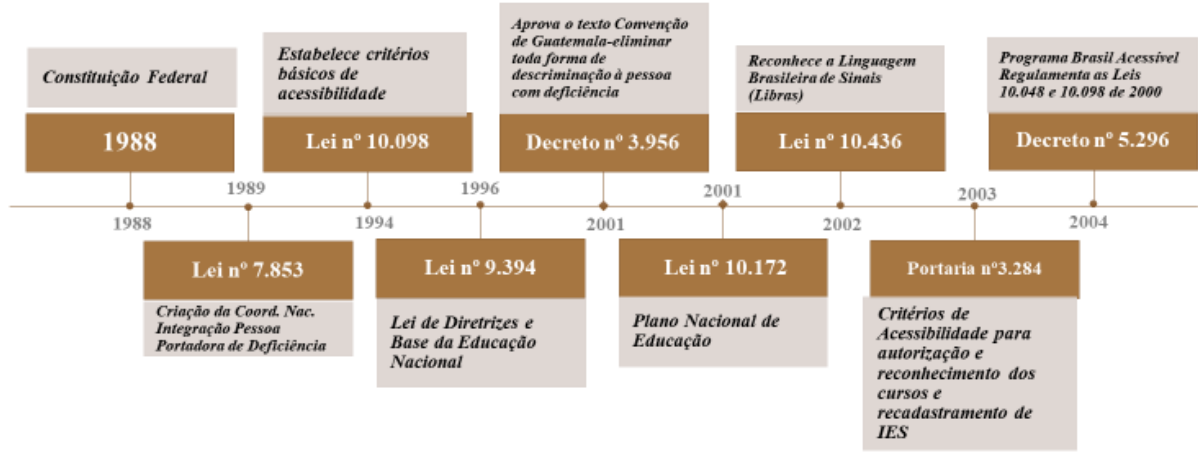 Constituição Federal
1988
1988
1989
Lei nº 7.853
Criação da Coord. Nac.
Integração Pessoa
Portadora de Deficiência
Estabelece critérios
básicos de
acessibilidade
Lei nº 10.098
1994
1996
Lei nº 9.394
Lei de Diretrizes e
Base da Educação
Nacional
Aprova o texto Convenção
de Guatemala-eliminar
toda forma de
descriminação à pessoa
com deficiência
Decreto nº 3.956
2001
2001
Lei nº 10.172
Plano Nacional de
Educação
Reconhece a Linguagem
Brasileira de Sinais
(Libras)
Lei nº 10.436
2002
2003
Portaria nº3.284
Critérios de
Acessibilidade para
autorização e
reconhecimento dos
cursos e
recadastramento de
IES
Programa Brasil Acessível
Regulamenta as Leis
10.048 e 10.098 de 2000
Decreto nº 5.296
2004